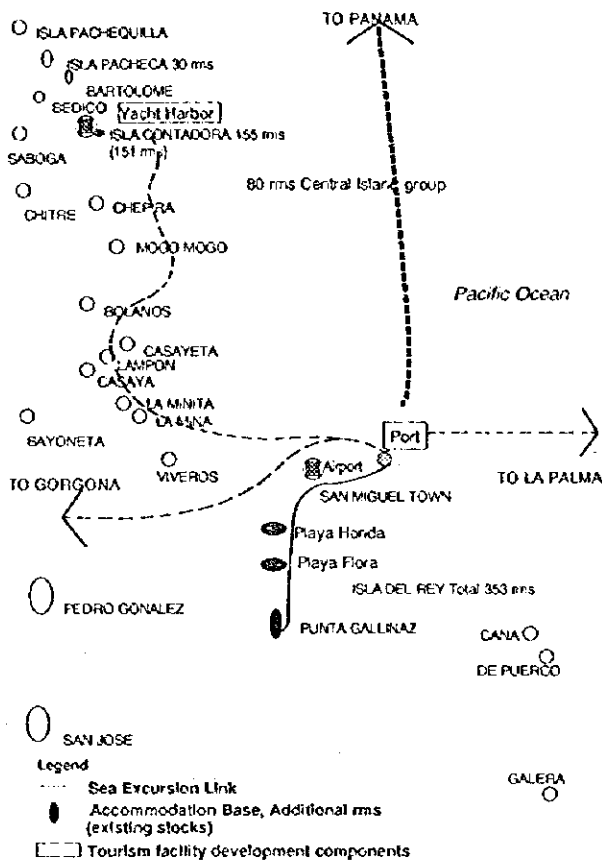 TO PANAMA
ISLA PACHEQUILLA
ISLA PACHECA 30 rms
BARTOLOME
SEDICO
Yacht Harbor
ISLA CONTADORA 155 rms
(151 rms)
SABOGA
80 rms Central Island group
CHITRE
CHEPIRA
MOGO MOGO
Pacific Ocean
BOLANOS
CASAYETA
LAMPON
CASAYA
LA MINITA
LA MINA
BAYONETA
Port
Airport
VIVEROS
TO LA PALMA
TO GORGONA
SAN MIGUEL TOWN
Playa Honda
Playa Flora
ISLA DEL REY Total 353 rms
PEDRO GONALEZ
PUNTA GALLINAZ
CANA
DE PUERCO
SAN JOSE
Legend
Sea Excursion Link
GALERA
Accommodation Base, Additional rms
(existing stocks)
Tourism facility development components